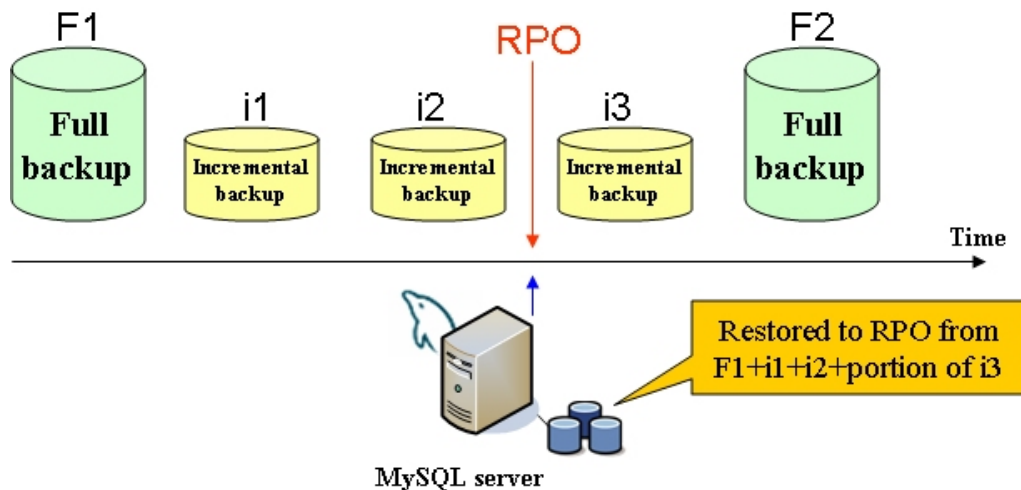 F1
F2
RPO
i1
i2
i3
Full
backup
Incremental
backup
Incremental
backup
Incremental
backup
Full
backup
Time
Restored to RPO from
F1+i1+i2+portion of i3
MySQL server